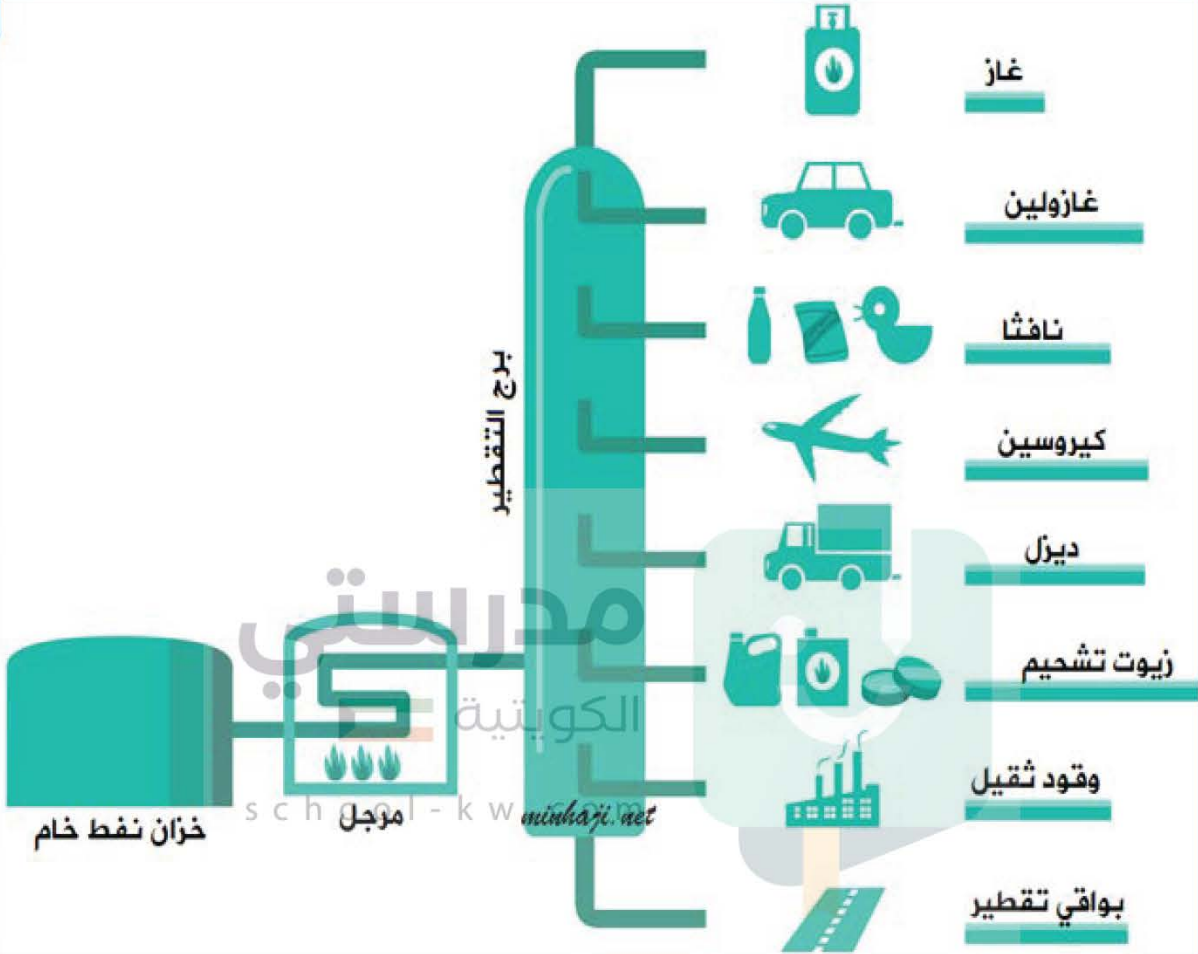 غاز
غازولين
نافثا
كيروسين
ديزل
زيوت تشحيم
وقود ثقيل
بواقي تقطير
برج التقطير
مرجل
خزان نفط خام
مدرستي
الكويتية
school-kw.com
minhaji.net